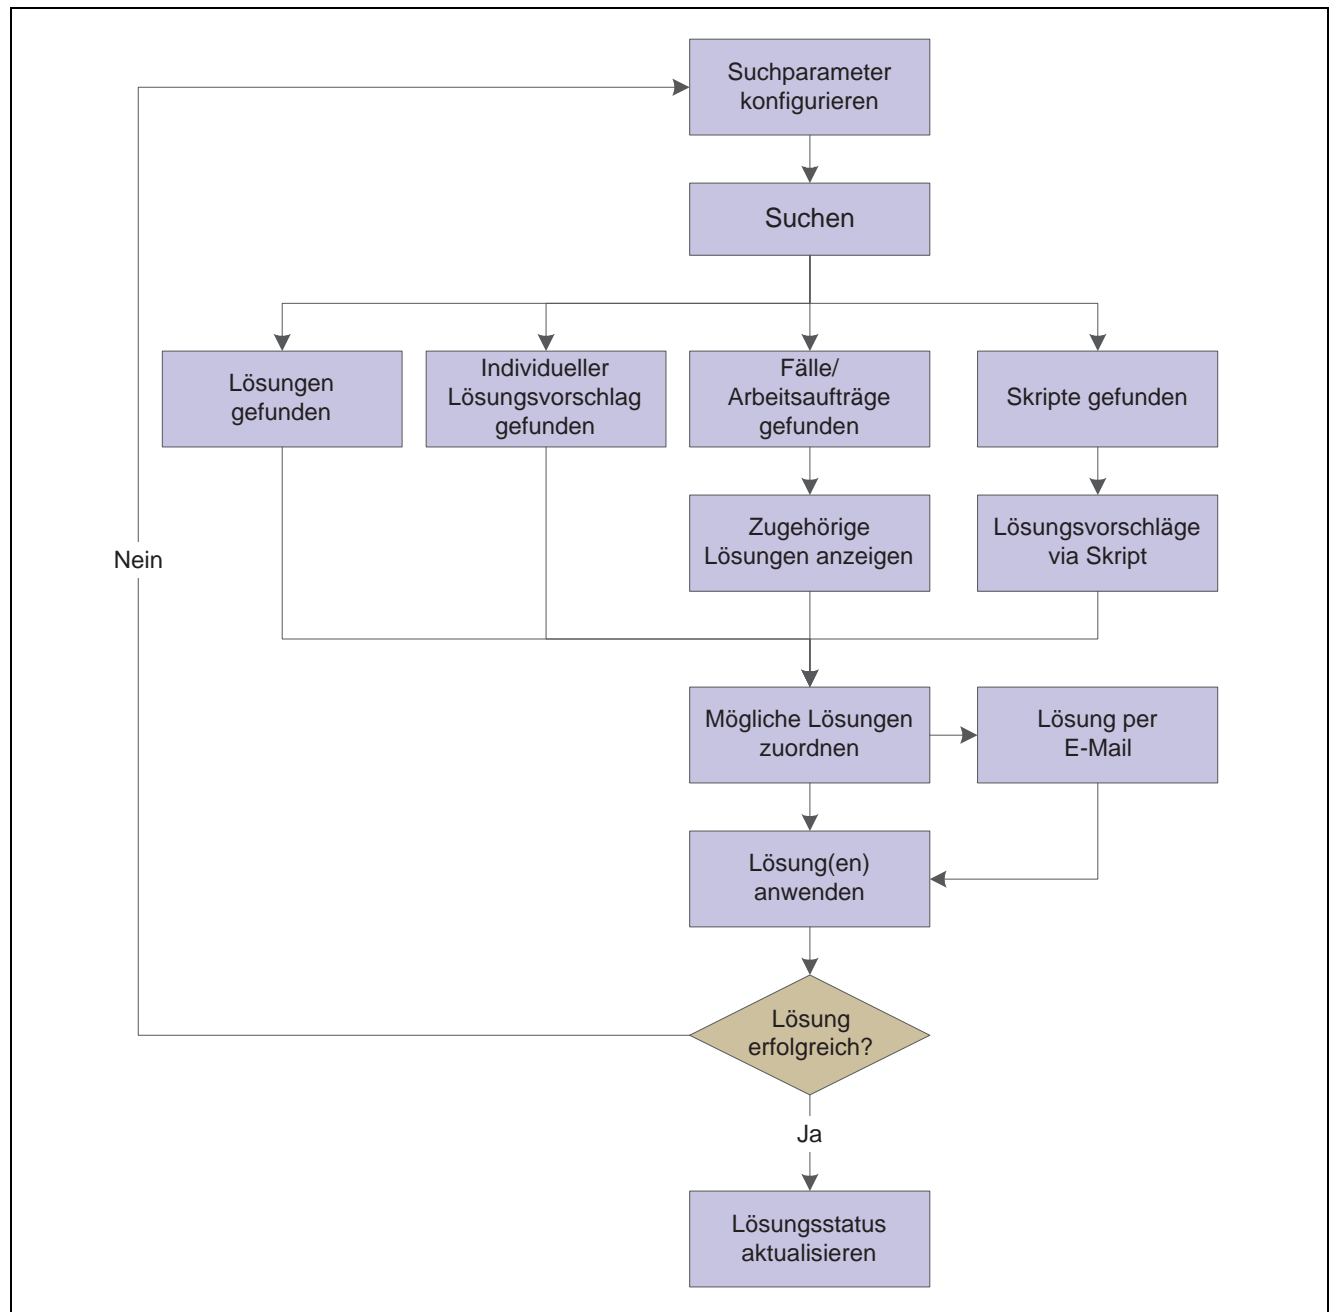 Suchparameter
konfigurieren
Suchen
Lösungen
gefunden
Individueller
Lösungsvorschlag
gefunden
Fälle/
Arbeitsaufträge
gefunden
Skripte gefunden
Zugehörige
Lösungen anzeigen
Lösungsvorschläge
via Skript
Nein
Mögliche Lösungen
zuordnen
Lösung per
E-Mail
Lösung(en)
anwenden
Lösung
erfolgreich?
Ja
Lösungsstatus
aktualisieren